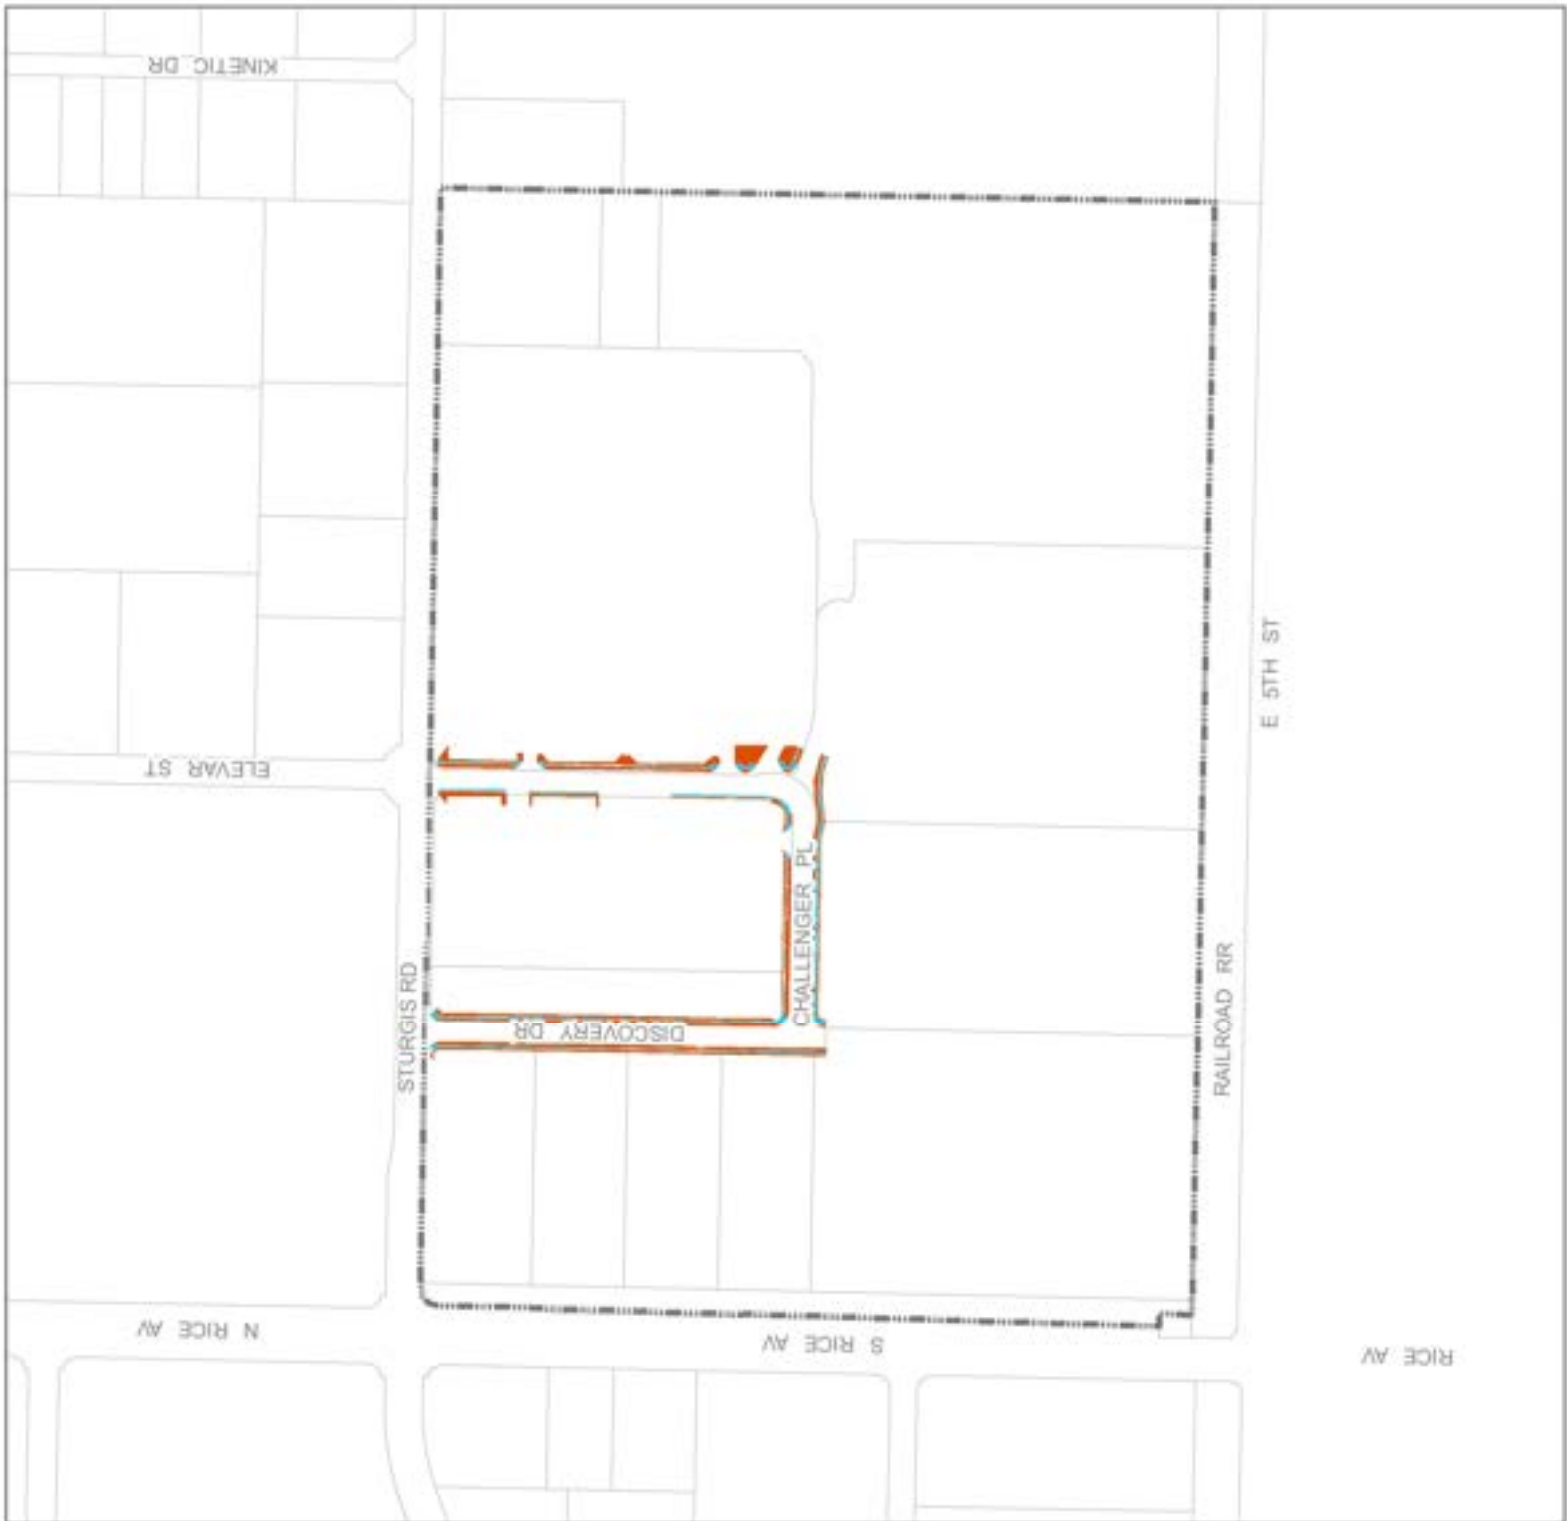 KINETIC DR
E 5TH ST
ELEVAR ST
CHALLENGER PL
STURGIS RD
DISCOVERY DR
RAILROAD RR
N RICE AV
S RICE AV
RICE AV